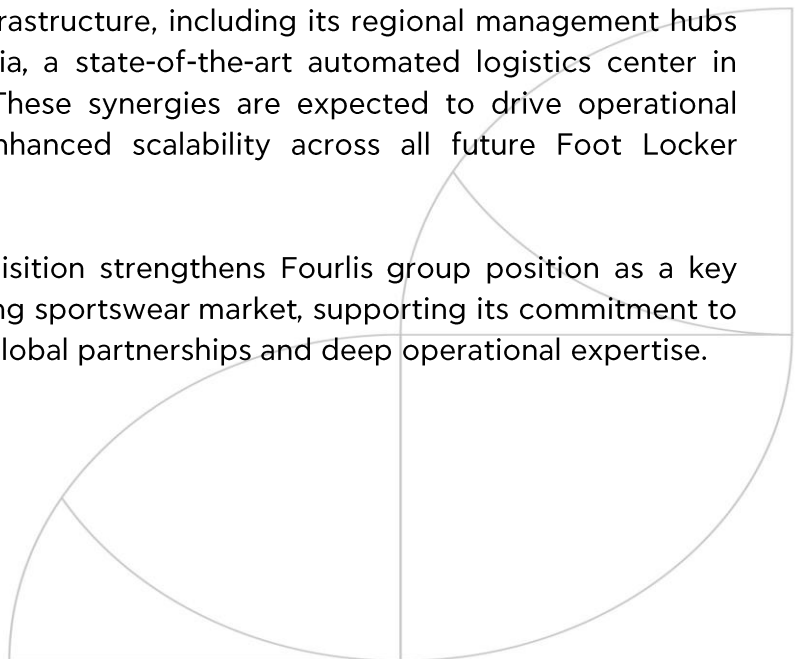 rastructure, including its regional management hubs
ia, a state-of-the-art automated logistics center in
These synergies are expected to drive operational
nhanced scalability across all future Foot Locker
isition strengthens Fourlis group position as a key
ng sportswear market, supporting its commitment to
lobal partnerships and deep operational expertise.